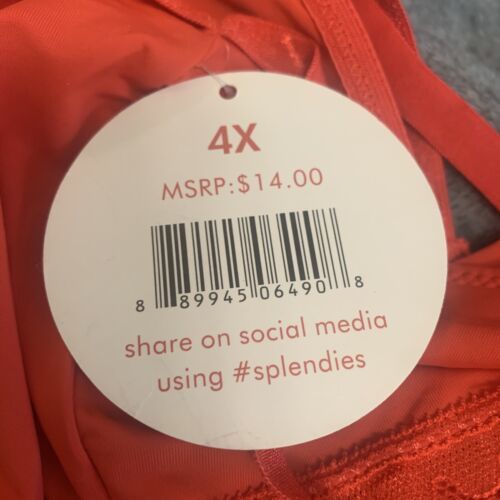 4X
MSRP:$14.00
8 89945 06490 8
share on social media
using #splendies